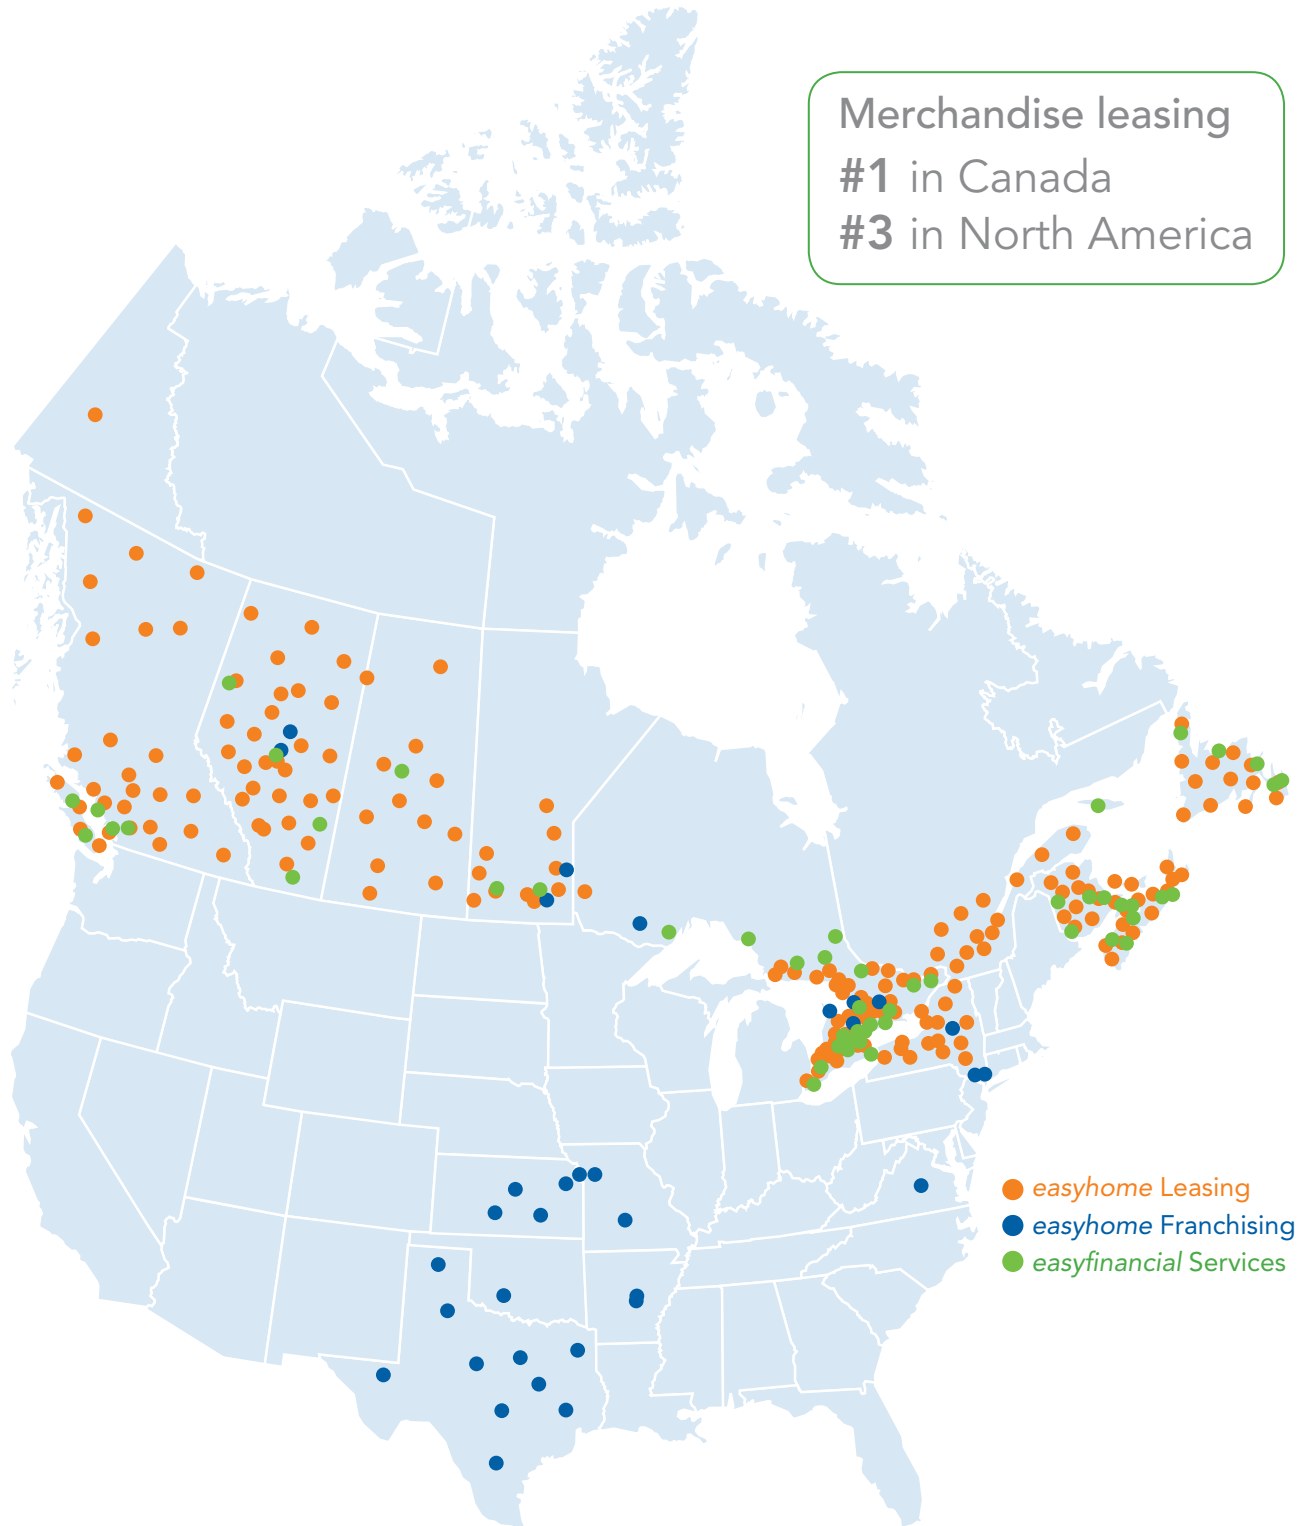 Merchandise leasing
#1 in Canada
#3 in North America
easyhome Leasing
easyhome Franchising
easyfinancial Services